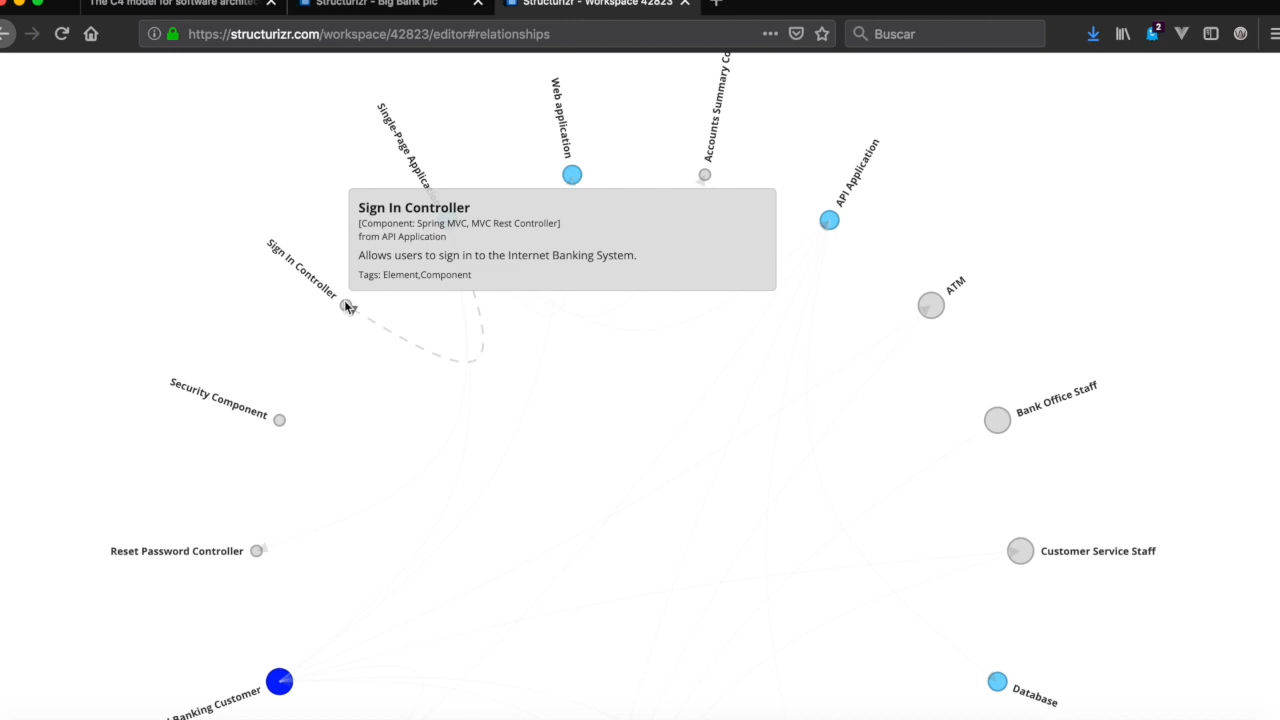 The C4 model for software architec
Structurizr - Big Bank plc
Structurizr - Workspace 42823
https://structurizr.com/workspace/42823/editor#relationships
Buscar
2
Single-Page Applica
Web application
Accounts Summary Co
API Application
Sign In Controller
[Component: Spring MVC, MVC Rest Controller]
from API Application
Allows users to sign in to the Internet Banking System.
Tags: Element,Component
Sign In Controller
ATM
Security Component
Bank Office Staff
Reset Password Controller
Customer Service Staff
Banking Customer
Database